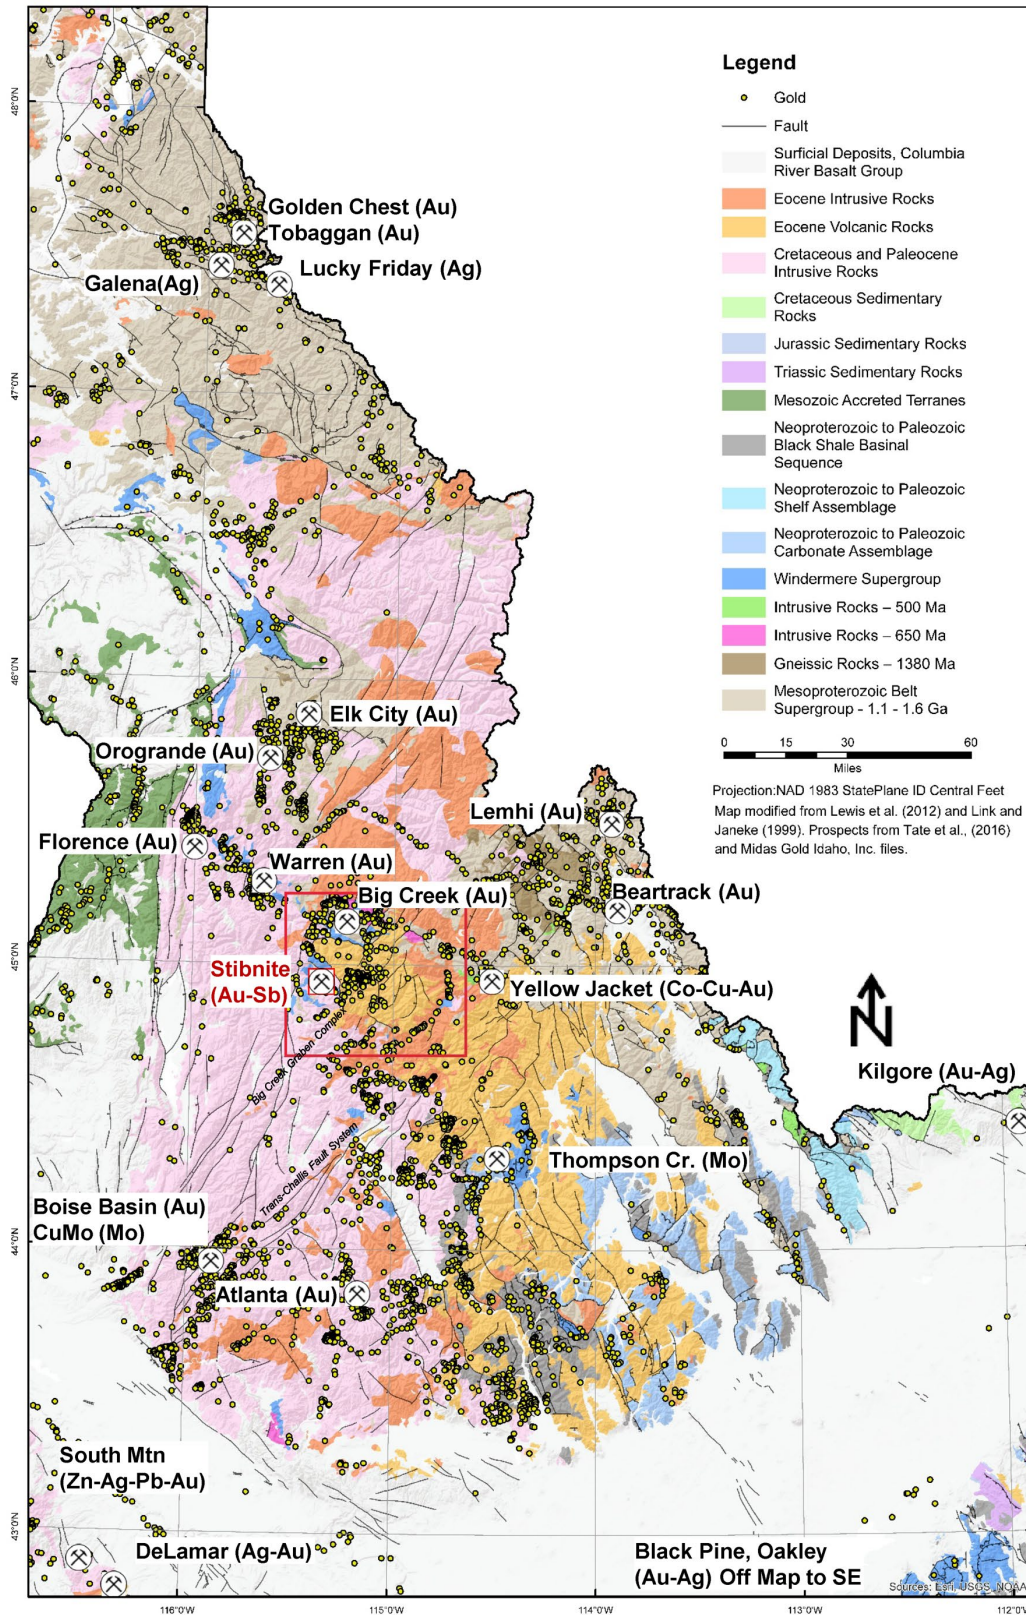 48°0'N
47°0'N
46°0'N
45°0'N
44°0'N
43°0'N
Golden Chest (Au)
Tobaggan (Au)
Lucky Friday (Ag)
Galena(Ag)
Elk City (Au)
Orogrande (Au)
Florence (Au)
Warren (Au)
Lemhi (Au)
Big Creek (Au)
Beartrack (Au)
Stibnite
(Au-Sb)
Yellow Jacket (Co-Cu-Au)
Big Creek Graben Complex
Kilgore (Au-Ag)
Trans-Challis Fault System
Thompson Cr. (Mo)
Boise Basin (Au)
CuMo (Mo)
Atlanta (Au)
South Mtn
(Zn-Ag-Pb-Au)
DeLamar (Ag-Au)
Black Pine, Oakley
(Au-Ag) Off Map to SE
Legend
Gold
Fault
Surficial Deposits, Columbia
River Basalt Group
Eocene Intrusive Rocks
Eocene Volcanic Rocks
Cretaceous and Paleocene
Intrusive Rocks
Cretaceous Sedimentary
Rocks
Jurassic Sedimentary Rocks
Triassic Sedimentary Rocks
Mesozoic Accreted Terranes
Neoproterozoic to Paleozoic
Black Shale Basinal
Sequence
Neoproterozoic to Paleozoic
Shelf Assemblage
Neoproterozoic to Paleozoic
Carbonate Assemblage
Windermere Supergroup
Intrusive Rocks – 500 Ma
Intrusive Rocks – 650 Ma
Gneissic Rocks – 1380 Ma
Mesoproterozoic Belt
Supergroup - 1.1 - 1.6 Ga
0 15 30 60
Miles
Projection:NAD 1983 StatePlane ID Central Feet
Map modified from Lewis et al. (2012) and Link and
Janeke (1999). Prospects from Tate et al., (2016)
and Midas Gold Idaho, Inc. files.
N
Sources: Esri, USGS, NOAA
116°0'W
115°0'W
114°0'W
113°0'W
112°0'W